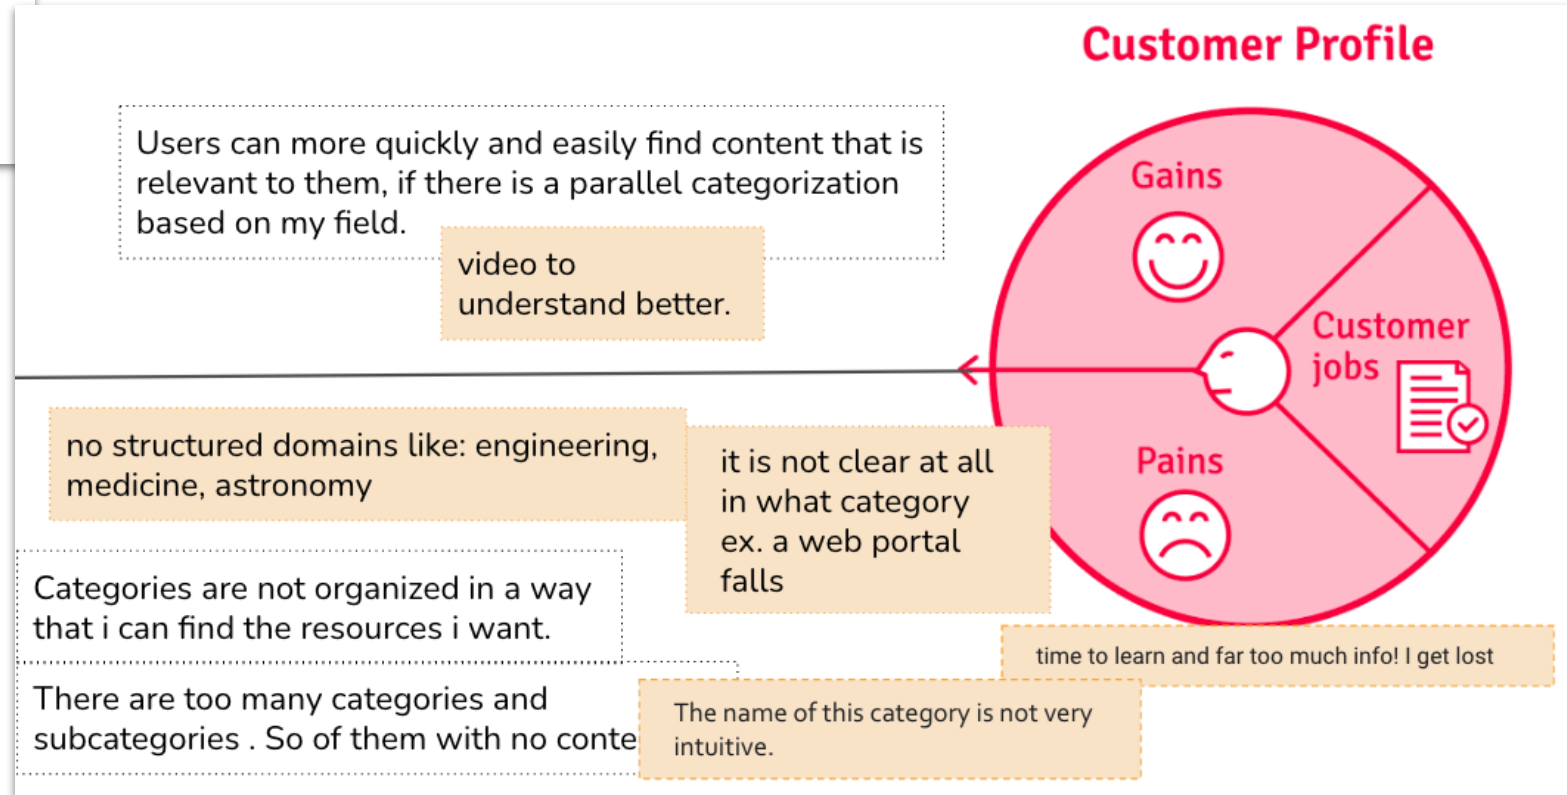 Customer Profile
Users can more quickly and easily find content that is
relevant to them, if there is a parallel categorization
based on my field.
video to
understand better.
Gains
Customer
jobs
Pains
no structured domains like: engineering,
medicine, astronomy
it is not clear at all
in what category
ex. a web portal
falls
Categories are not organized in a way
that i can find the resources i want.
There are too many categories and
subcategories . So of them with no conte
time to learn and far too much info! I get lost
The name of this category is not very
intuitive.